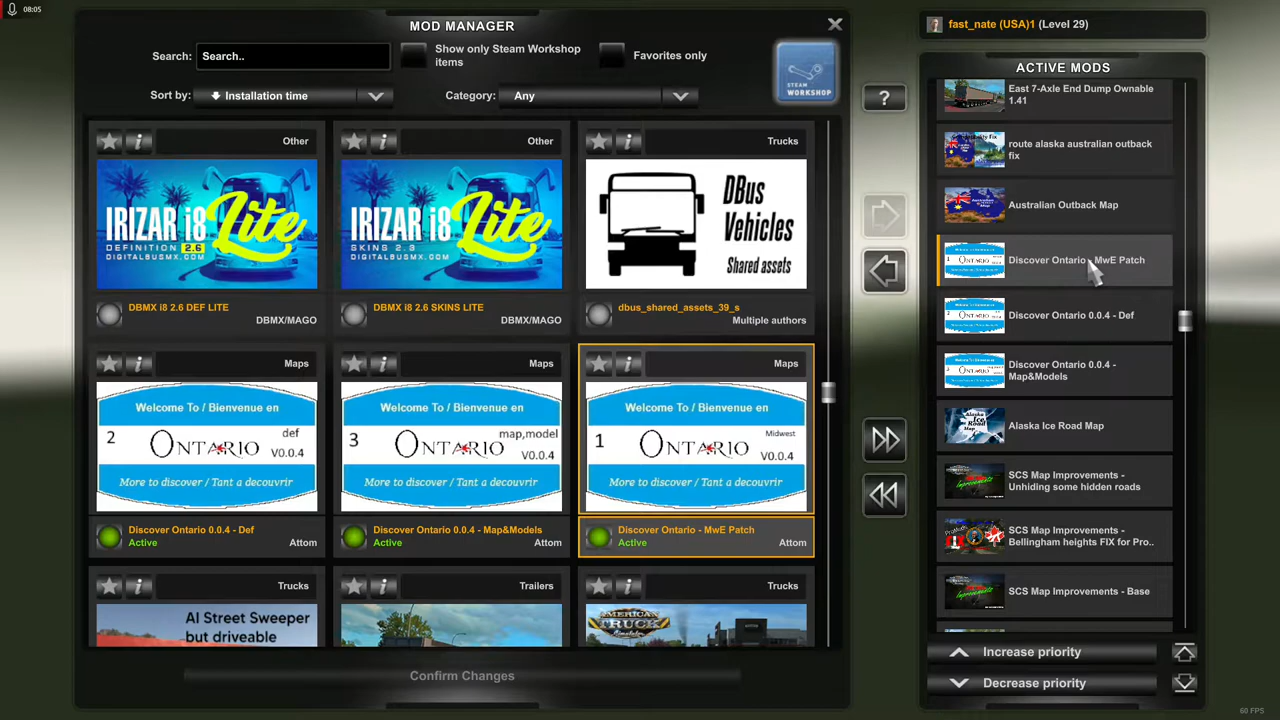 08:05
MOD MANAGER
Search:
Search..
Show only Steam Workshop
items
Favorites only
STEAM
WORKSHOP
Sort by:
Installation time
Category:
Any
Other
IRIZAR i8 Lite
DEFINITION 2.6
DIGITALBUSMX.COM
DBMX i8 2.6 DEF LITE
DBMX/MAGO
Other
IRIZAR i8 Lite
SKINS 2.3
DIGITALBUSMX.COM
DBMX i8 2.6 SKINS LITE
DBMX/MAGO
Trucks
DBus
Vehicles
Shared assets
dbus_shared_assets_39_s
Multiple authors
Maps
Welcome To / Bienvenue en
2
ONTARIO
def
V0.0.4
More to discover / Tant a decouvrir
Discover Ontario 0.0.4 - Def
Active
Attom
Maps
Welcome To / Bienvenue en
3
ONTARIO
map,model
V0.0.4
More to discover / Tant a decouvrir
Discover Ontario 0.0.4 - Map&Models
Active
Attom
Maps
Welcome To / Bienvenue en
1
ONTARIO
Midwest
V0.0.4
More to discover / Tant a decouvrir
Discover Ontario - MwE Patch
Active
Attom
Trucks
AI Street Sweeper
but driveable
Trailers
Trucks
AMERICAN
TRUCK
Confirm Changes
?
fast_nate (USA)1 (Level 29)
ACTIVE MODS
East 7-Axle End Dump Ownable
1.41
route alaska australian outback
fix
Australian Outback Map
Discover Ontario - MwE Patch
Discover Ontario 0.0.4 - Def
Discover Ontario 0.0.4 -
Map&Models
Alaska Ice Road Map
SCS Map Improvements -
Unhiding some hidden roads
SCS Map Improvements -
Bellingham heights FIX for Pro..
SCS Map Improvements - Base
Increase priority
Decrease priority
60 FPS